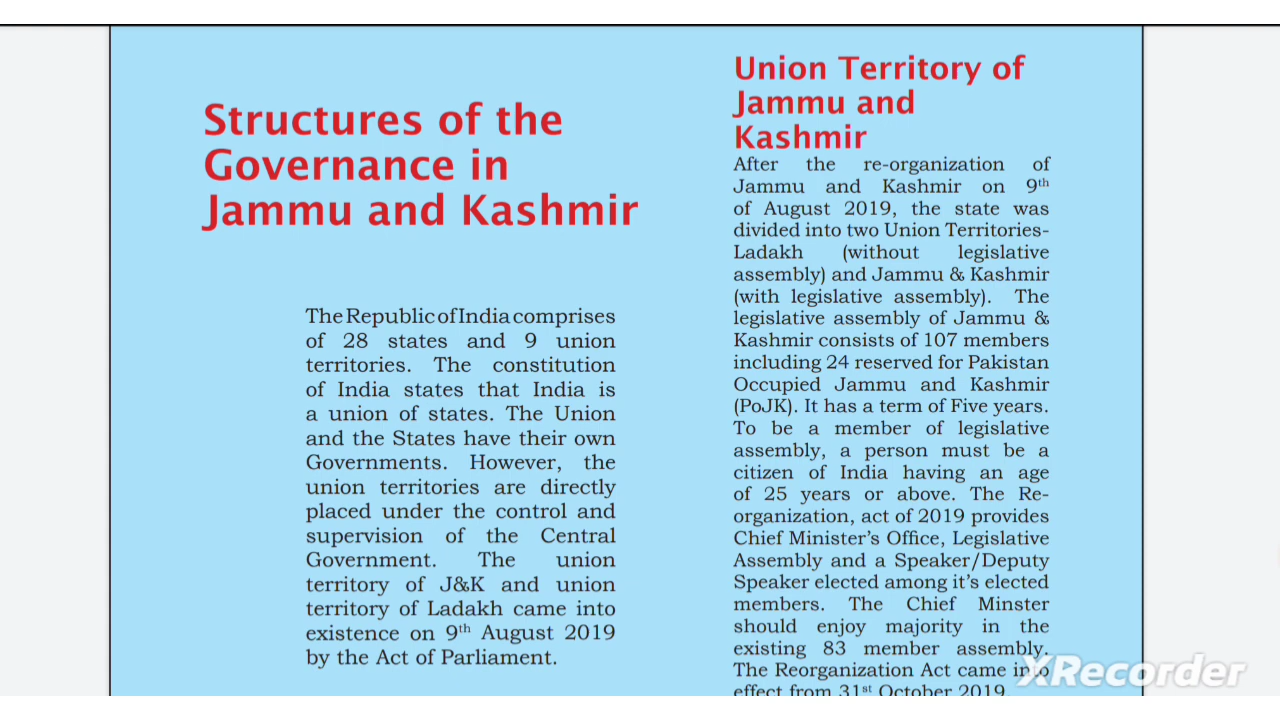 Structures of the
Governance in
Jammu and Kashmir
The Republic of India comprises
of 28 states and 9 union
territories. The constitution
of India states that India is
a union of states. The Union
and the States have their own
Governments. However, the
union territories are directly
placed under the control and
supervision of the Central
Government. The union
territory of J&K and union
territory of Ladakh came into
existence on 9th August 2019
by the Act of Parliament.
Union Territory of
Jammu and
Kashmir
After the re-organization of
Jammu and Kashmir on 9th
of August 2019, the state was
divided into two Union Territories-
Ladakh (without legislative
assembly) and Jammu & Kashmir
(with legislative assembly). The
legislative assembly of Jammu &
Kashmir consists of 107 members
including 24 reserved for Pakistan
Occupied Jammu and Kashmir
(PoJK). It has a term of Five years.
To be a member of legislative
assembly, a person must be a
citizen of India having an age
of 25 years or above. The Re-
organization, act of 2019 provides
Chief Minister's Office, Legislative
Assembly and a Speaker/Deputy
Speaker elected among it's elected
members. The Chief Minster
should enjoy majority in the
existing 83 member assembly.
The Reorganization Act came into
effect from 31st October 2019.
XRecorder